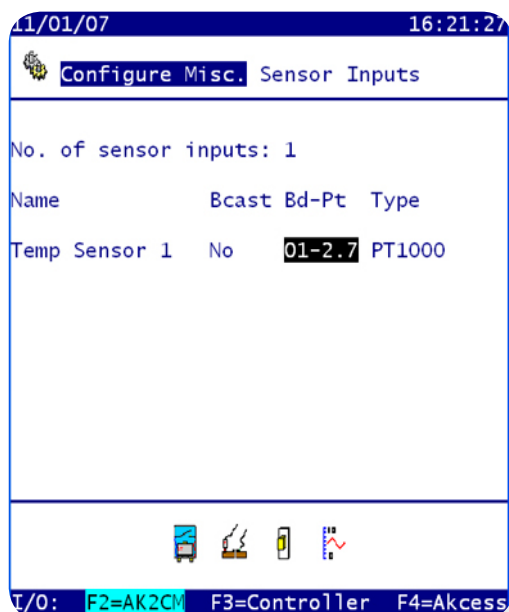 11/01/07 16:21:27
Configure Misc. Sensor Inputs
No. of sensor inputs: 1
Name Bcast Bd-Pt Type
Temp Sensor 1 No 01-2.7 PT1000
I/O: F2=AK2CM F3=Controller F4=Akcess